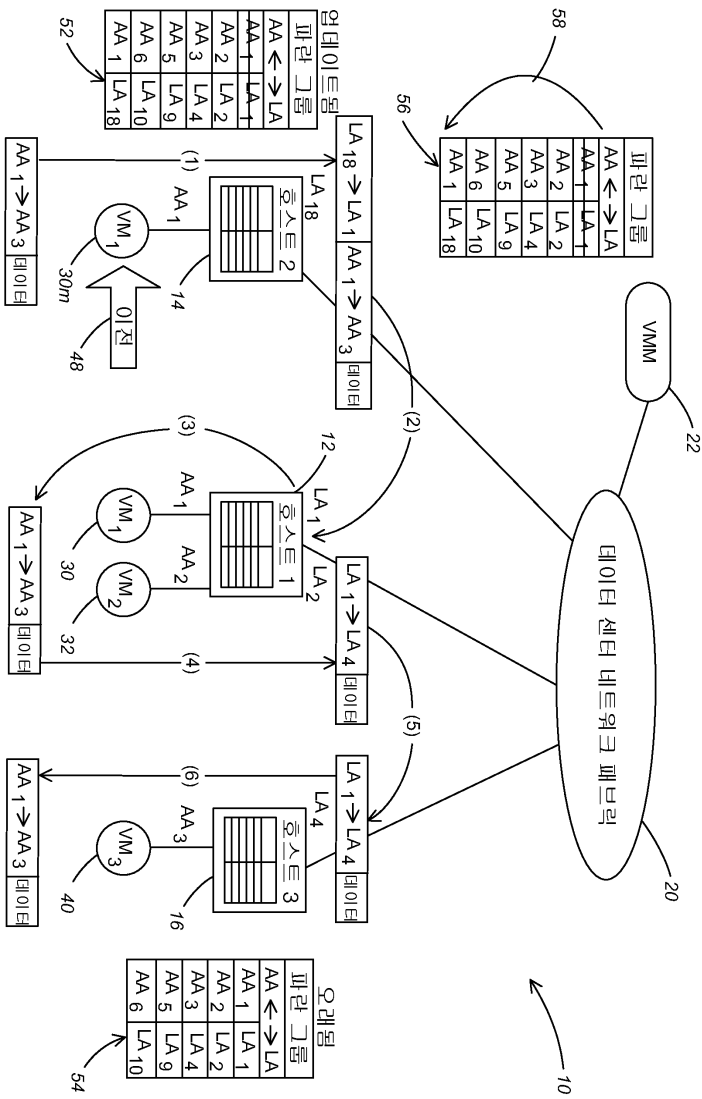 10
58
56
파란 그룹
AA ↔ LA
AA 1 LA 1
AA 2 LA 2
AA 3 LA 4
AA 5 LA 9
AA 6 LA 10
AA 1 LA 18
VMM
22
데이터 센터 네트워크 패브릭
20
52
업데이트됨
파란 그룹
AA ↔ LA
AA 1 LA 1
AA 2 LA 2
AA 3 LA 4
AA 5 LA 9
AA 6 LA 10
AA 1 LA 18
LA 18 → LA 1 AA 1 → AA 3 데이터
(1)
(2)
LA 18
호스트 2
14
AA 1
VM 1
30m
이전
48
AA 1 → AA 3 데이터
12
LA 1
호스트 1
LA 2
(3)
AA 1
AA 2
VM 1
VM 2
30
32
AA 1 → AA 3 데이터
(4)
LA 1 → LA 4 데이터
(5)
LA 1 → LA 4 데이터
(6)
LA 4
호스트 3
16
AA 3
VM 3
40
AA 1 → AA 3 데이터
오래됨
파란 그룹
AA ↔ LA
AA 1 LA 1
AA 2 LA 2
AA 3 LA 4
AA 5 LA 9
AA 6 LA 10
54